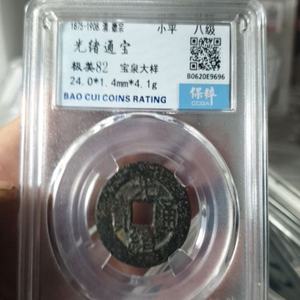 1875-1908 清 德宗 小平 八级
光绪通宝
极美82 宝泉大样
24.0*1.4mm*4.1g
B0620E9696
保粹
BAO CUI COINS RATING